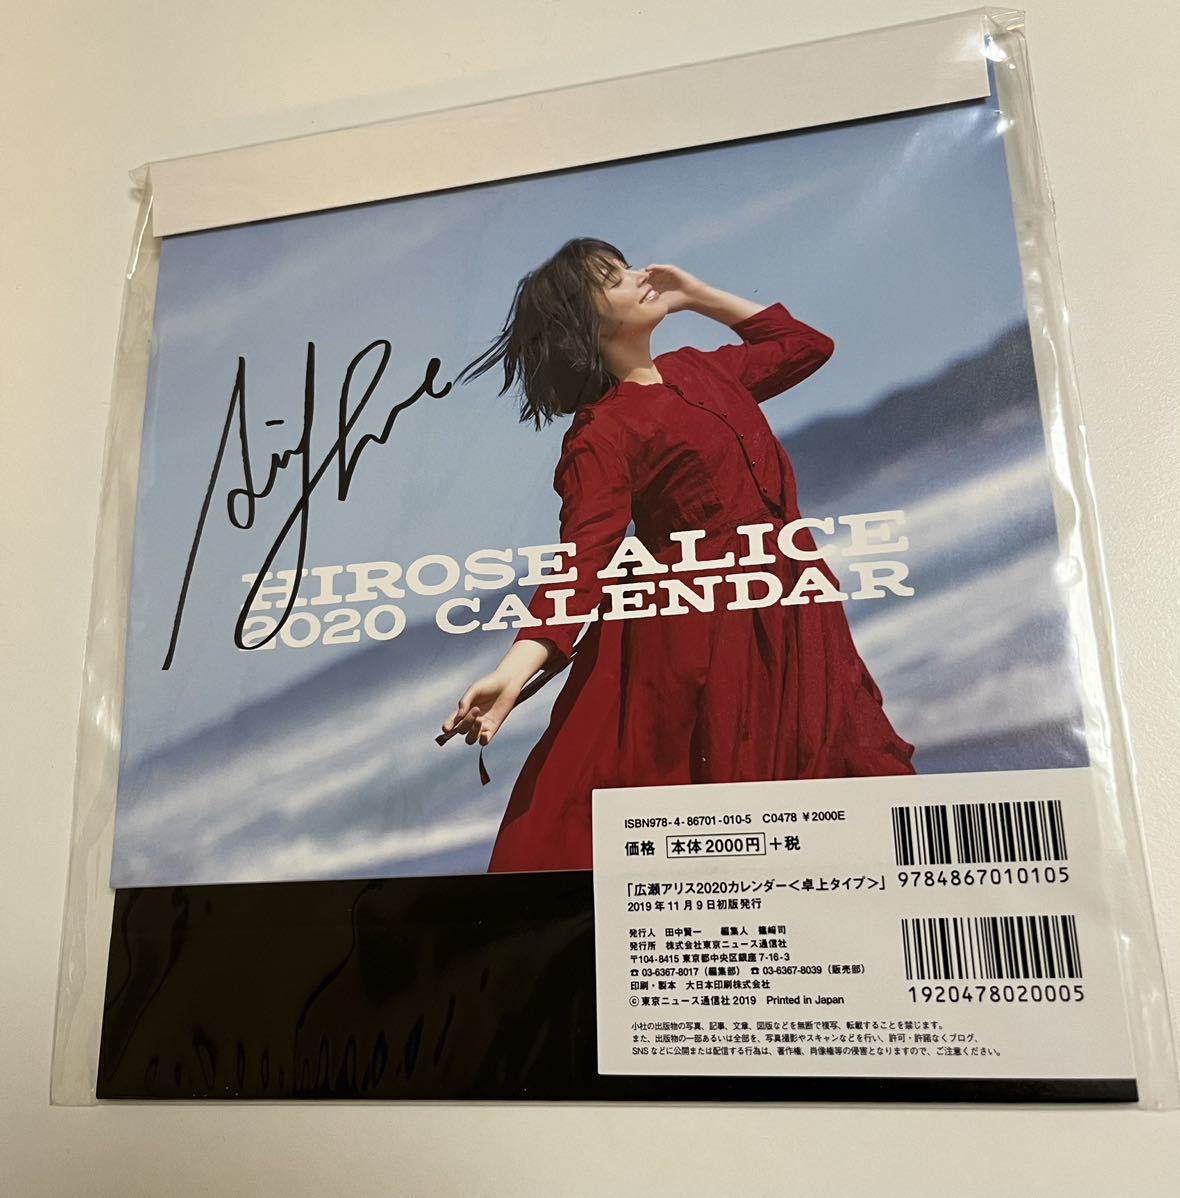 HIROSE ALICE
2020 CALENDAR
ISBN978-4-86701-010-5 C0478 ¥2000E
価格 本体2000円+税
「広瀬アリス2020カレンダー<卓上タイプ>」
2019年11月9日初版発行
発行人 田中賢一 編集人 篠﨑司
発行所 株式会社東京ニュース通信社
〒104-8415 東京都中央区銀座7-16-3
☎03-6367-8017(編集部) ☎03-6367-8039(販売部)
印刷・製本 大日本印刷株式会社
©東京ニュース通信社 2019 Printed in Japan
小社の出版物の写真、記事、文章、図版などを無断で複写、転載することを禁じます。
また、出版物の一部あるいは全部を、写真撮影やスキャンなどを行い、許可・許諾なくブログ、
SNSなどに公開または配信する行為は、著作権、肖像権等の侵害となりますので、ご注意ください。
9784867010105
1920478020005